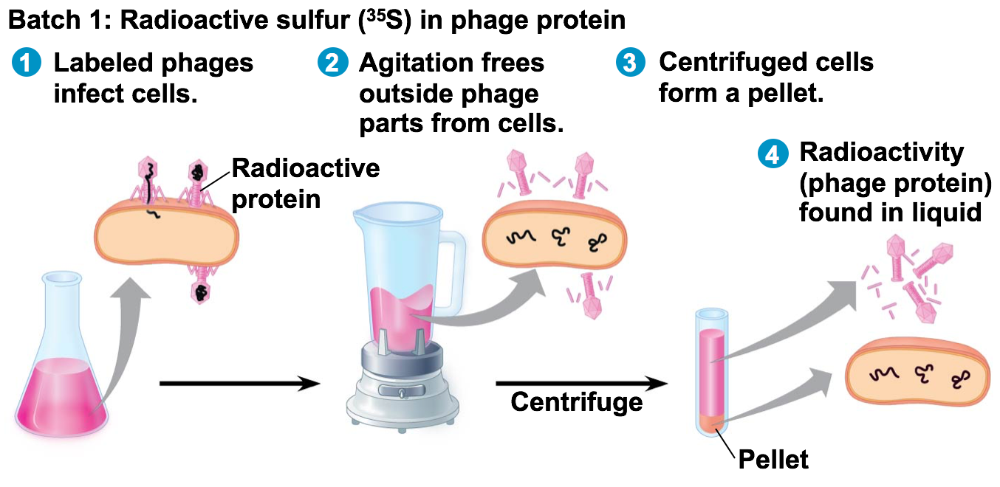 Batch 1: Radioactive sulfur (³⁵S) in phage protein
1 Labeled phages
infect cells.
2 Agitation frees
outside phage
parts from cells.
3 Centrifuged cells
form a pellet.
4 Radioactivity
(phage protein)
found in liquid
Radioactive
protein
Centrifuge
Pellet